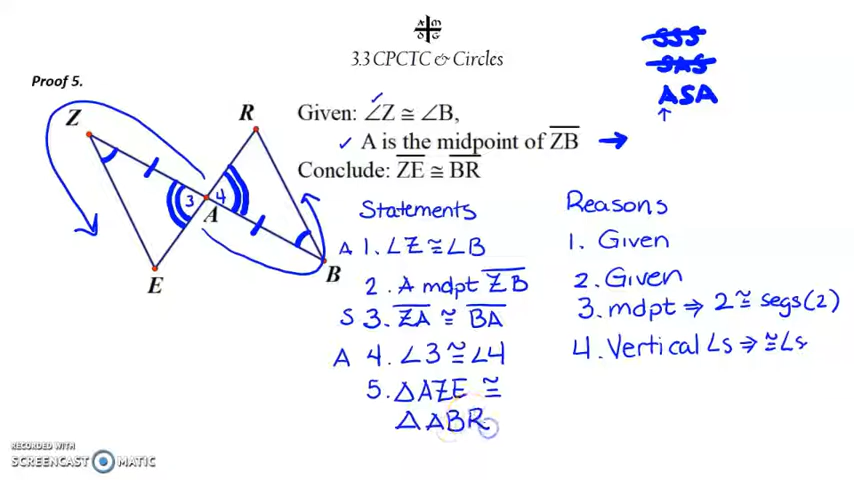 A M
D G
3.3 CPCTC & Circles
SSS
SAS
ASA
Proof 5.
Given: ∠Z ≅ ∠B,
A is the midpoint of ZB
Conclude: ZE ≅ BR
Z
R
3
4
A
E
B
Statements
Reasons
A 1. ∠Z ≅ ∠B
1. Given
2. A mdpt ZB
2. Given
S 3. ZA ≅ BA
3. mdpt ⇒ 2 ≅ segs (2)
A 4. ∠3 ≅ ∠4
4. Vertical ∠s ⇒ ≅ ∠s
5. △AZE ≅
△ABR
RECORDED WITH
SCREENCAST O MATIC